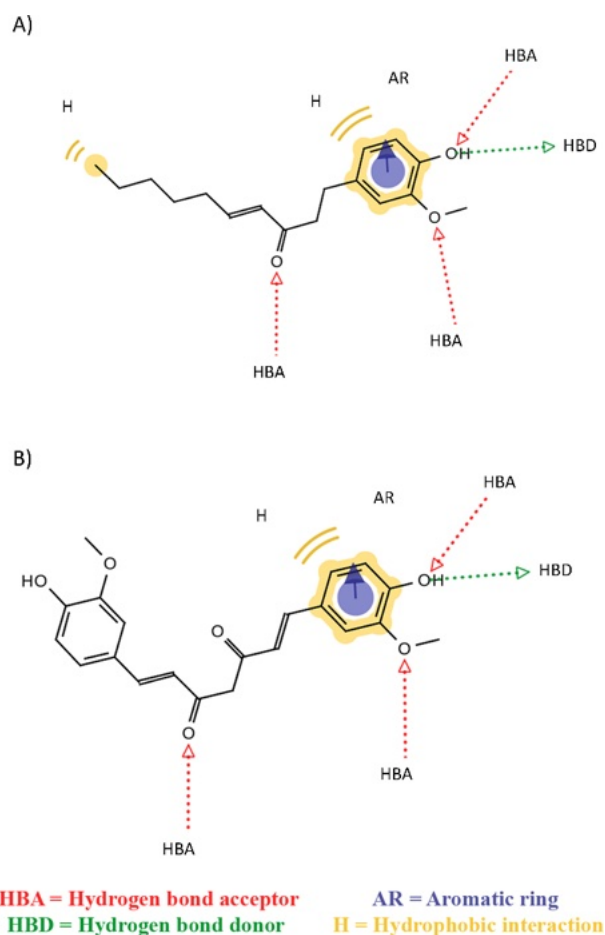 A)
HBA
AR
H
H
OH
HBD
O
O
HBA
HBA
B)
HBA
AR
H
O
HO
OH
HBD
O
O
O
HBA
HBA
HBA = Hydrogen bond acceptor
AR = Aromatic ring
HBD = Hydrogen bond donor
H = Hydrophobic interaction